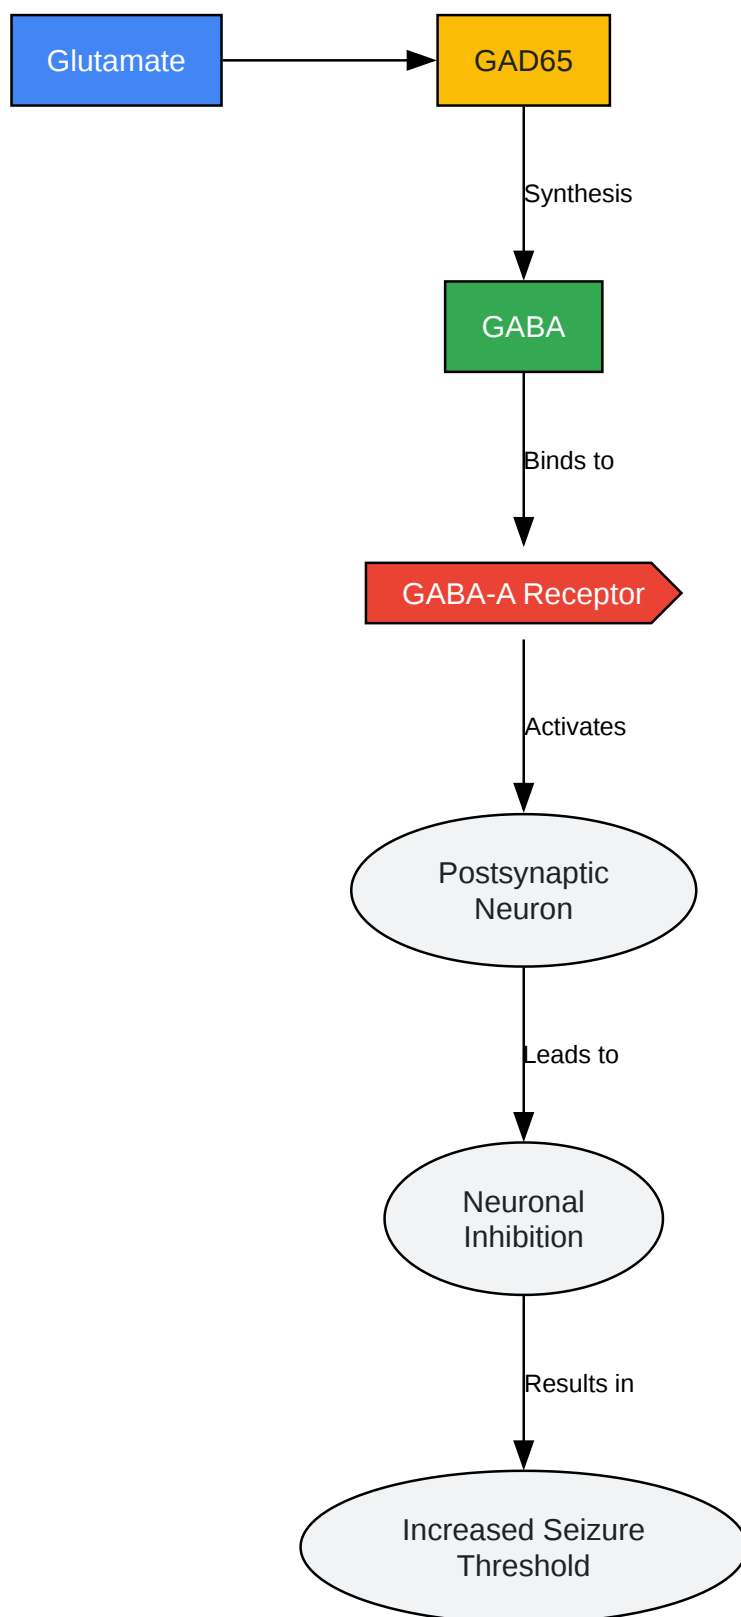 Glutamate
GAD65
Synthesis
GABA
Binds to
GABA-A Receptor
Activates
Postsynaptic
Neuron
Leads to
Neuronal
Inhibition
Results in
Increased Seizure
Threshold